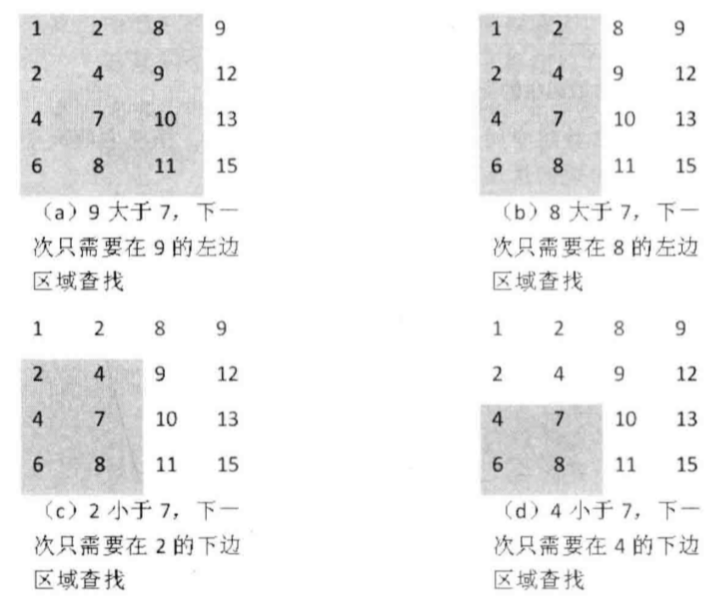 1 2 8 9
2 4 9 12
4 7 10 13
6 8 11 15
(a)9 大于 7，下一
次只需要在 9 的左边
区域查找
1 2 8 9
2 4 9 12
4 7 10 13
6 8 11 15
(b)8 大于 7，下一
次只需要在 8 的左边
区域查找
1 2 8 9
2 4 9 12
4 7 10 13
6 8 11 15
(c)2 小于 7，下一
次只需要在 2 的下边
区域查找
1 2 8 9
2 4 9 12
4 7 10 13
6 8 11 15
(d)4 小于 7，下一
次只需要在 4 的下边
区域查找